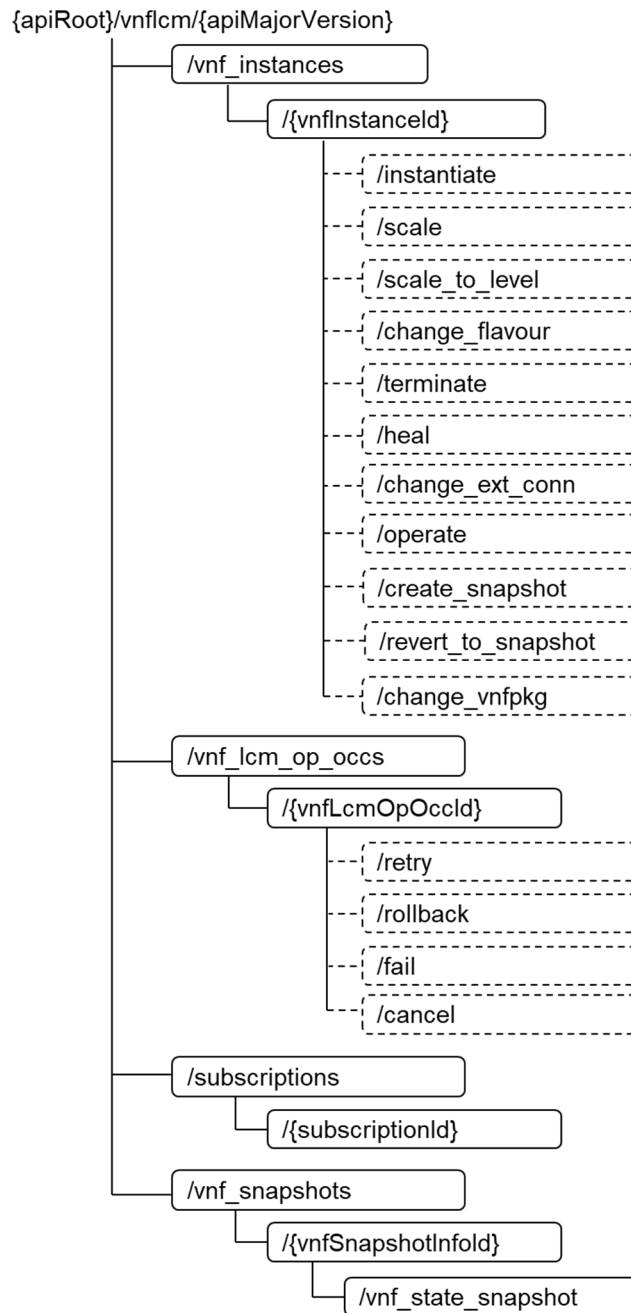 {apiRoot}/vnflcm/{apiMajorVersion}
/vnf_instances
/{vnfInstanceId}
/instantiate
/scale
/scale_to_level
/change_flavour
/terminate
/heal
/change_ext_conn
/operate
/create_snapshot
/revert_to_snapshot
/change_vnfpkg
/vnf_lcm_op_occs
/{vnfLcmOpOccId}
/retry
/rollback
/fail
/cancel
/subscriptions
/{subscriptionId}
/vnf_snapshots
/{vnfSnapshotInfoId}
/vnf_state_snapshot